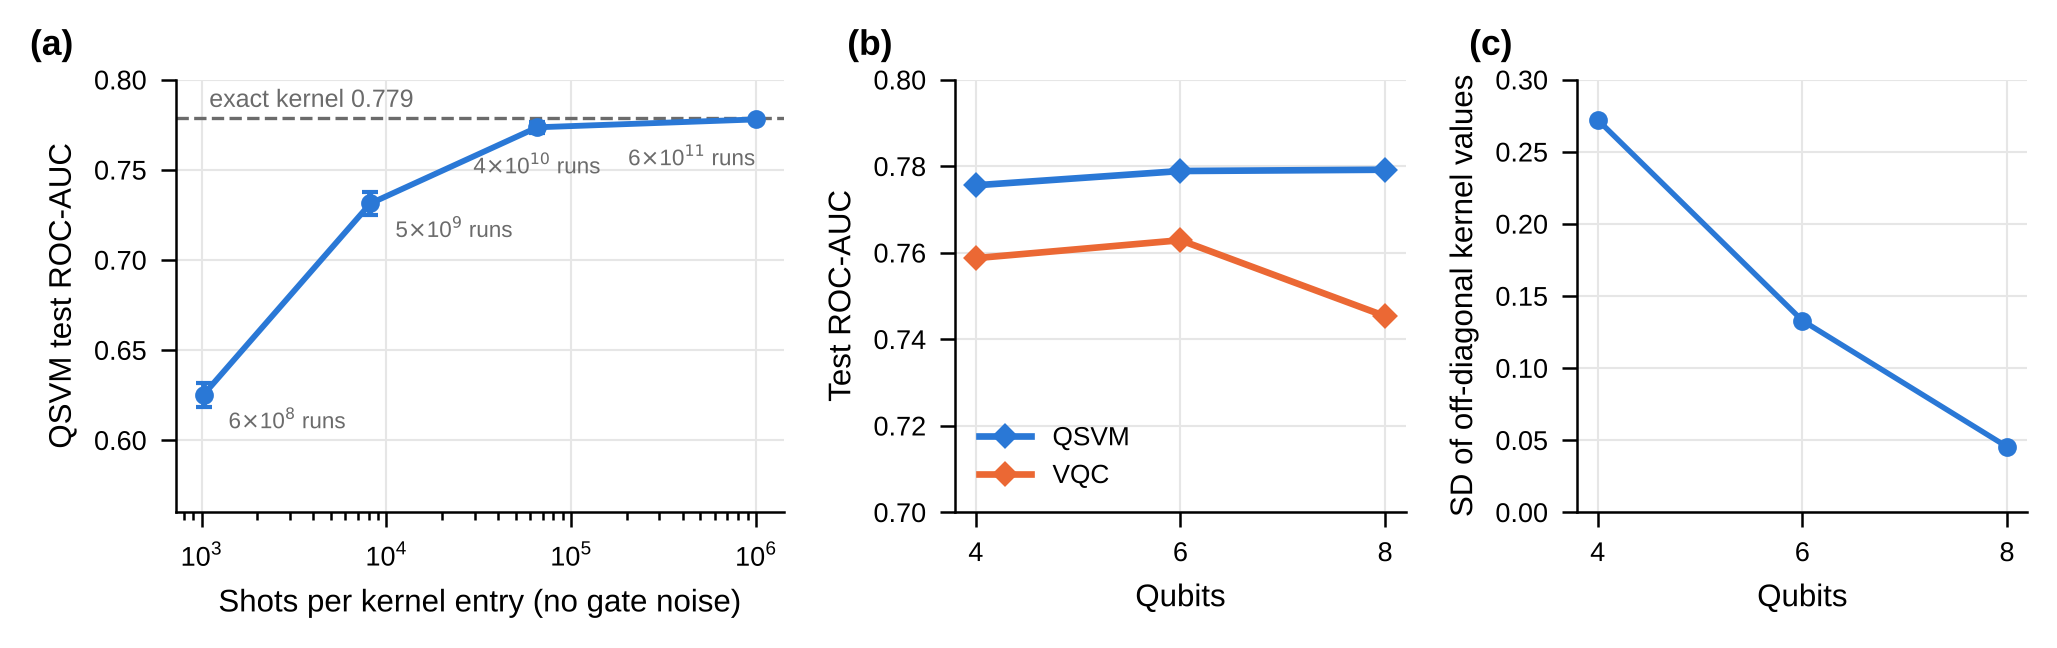 (a)
QSVM test ROC-AUC
0.80
0.75
0.70
0.65
0.60
exact kernel 0.779
4×10¹⁰ runs
6×10¹¹ runs
5×10⁹ runs
6×10⁸ runs
10³ 10⁴ 10⁵ 10⁶
Shots per kernel entry (no gate noise)
(b)
Test ROC-AUC
0.80
0.78
0.76
0.74
0.72
0.70
QSVM
VQC
4 6 8
Qubits
(c)
SD of off-diagonal kernel values
0.30
0.25
0.20
0.15
0.10
0.05
0.00
4 6 8
Qubits